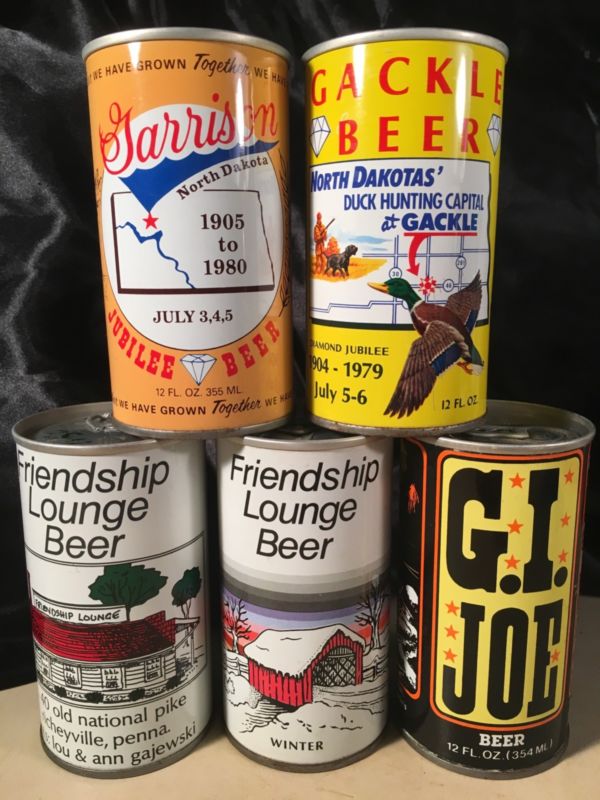 WE HAVE GROWN Together WE HAVE
Garrison
North Dakota
1905
to
1980
JULY 3,4,5
JUBILEE BEER
12 FL. OZ. 355 ML.
WE HAVE GROWN Together WE
GACKLE
BEER
NORTH DAKOTAS'
DUCK HUNTING CAPITAL
at GACKLE
30
JUBILEE
1904 - 1979
July 5-6
12 FL. OZ.
Friendship
Lounge
Beer
FRIENDSHIP LOUNGE
old national pike
penna.
lou & ann gajewski
Friendship
Lounge
Beer
WINTER
G.I.
JOE
BEER
12 FL. OZ. (354 ML)